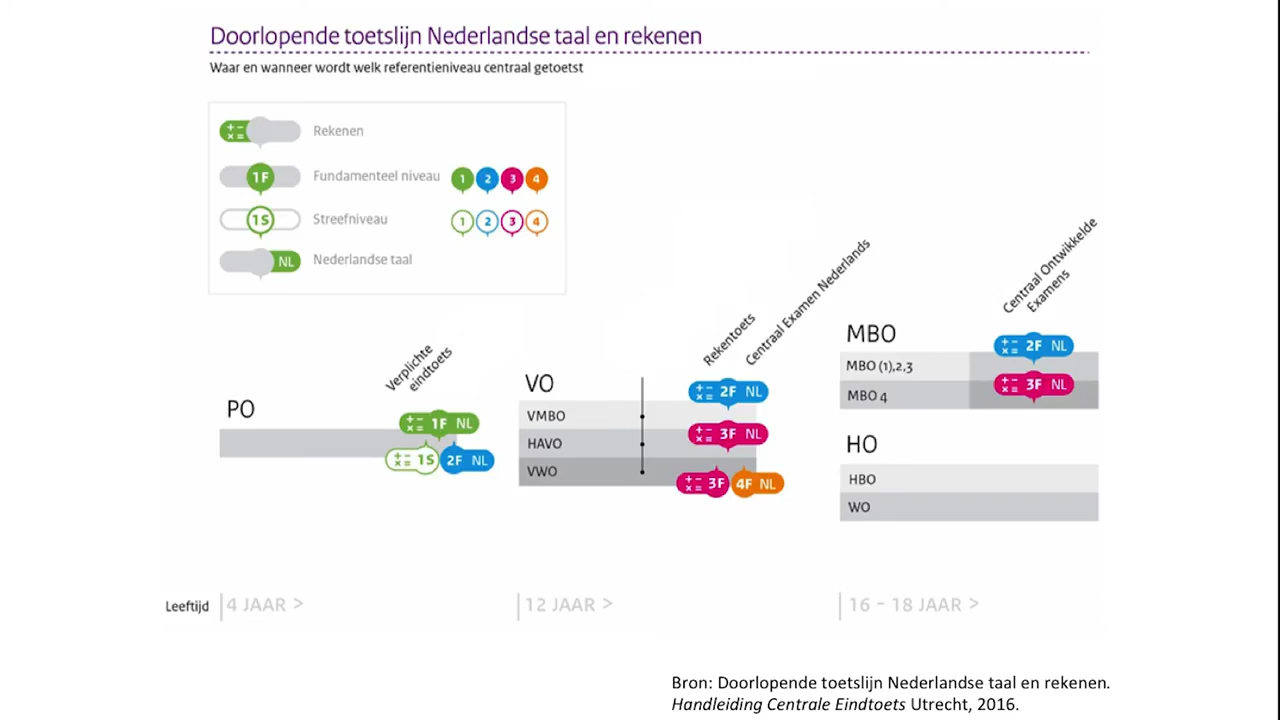 Doorlopende toetslijn Nederlandse taal en rekenen
Waar en wanneer wordt welk referentieniveau centraal getoetst
+ − × = Rekenen
1F Fundamenteel niveau 1 2 3 4
1S Streefniveau 1 2 3 4
NL Nederlandse taal
PO
Verplichte
eindtoets
+ − × = 1F NL
+ − × = 1S 2F NL
VO
Rekentoets
Centraal Examen Nederlands
+ − × = 2F NL
VMBO
+ − × = 3F NL
HAVO
VWO
+ − × = 3F 4F NL
MBO
Centraal Ontwikkelde
Examens
+ − × = 2F NL
MBO (1),2,3
+ − × = 3F NL
MBO 4
HO
HBO
WO
Leeftijd 4 JAAR > 12 JAAR > 16 – 18 JAAR >
Bron: Doorlopende toetslijn Nederlandse taal en rekenen.
Handleiding Centrale Eindtoets Utrecht, 2016.